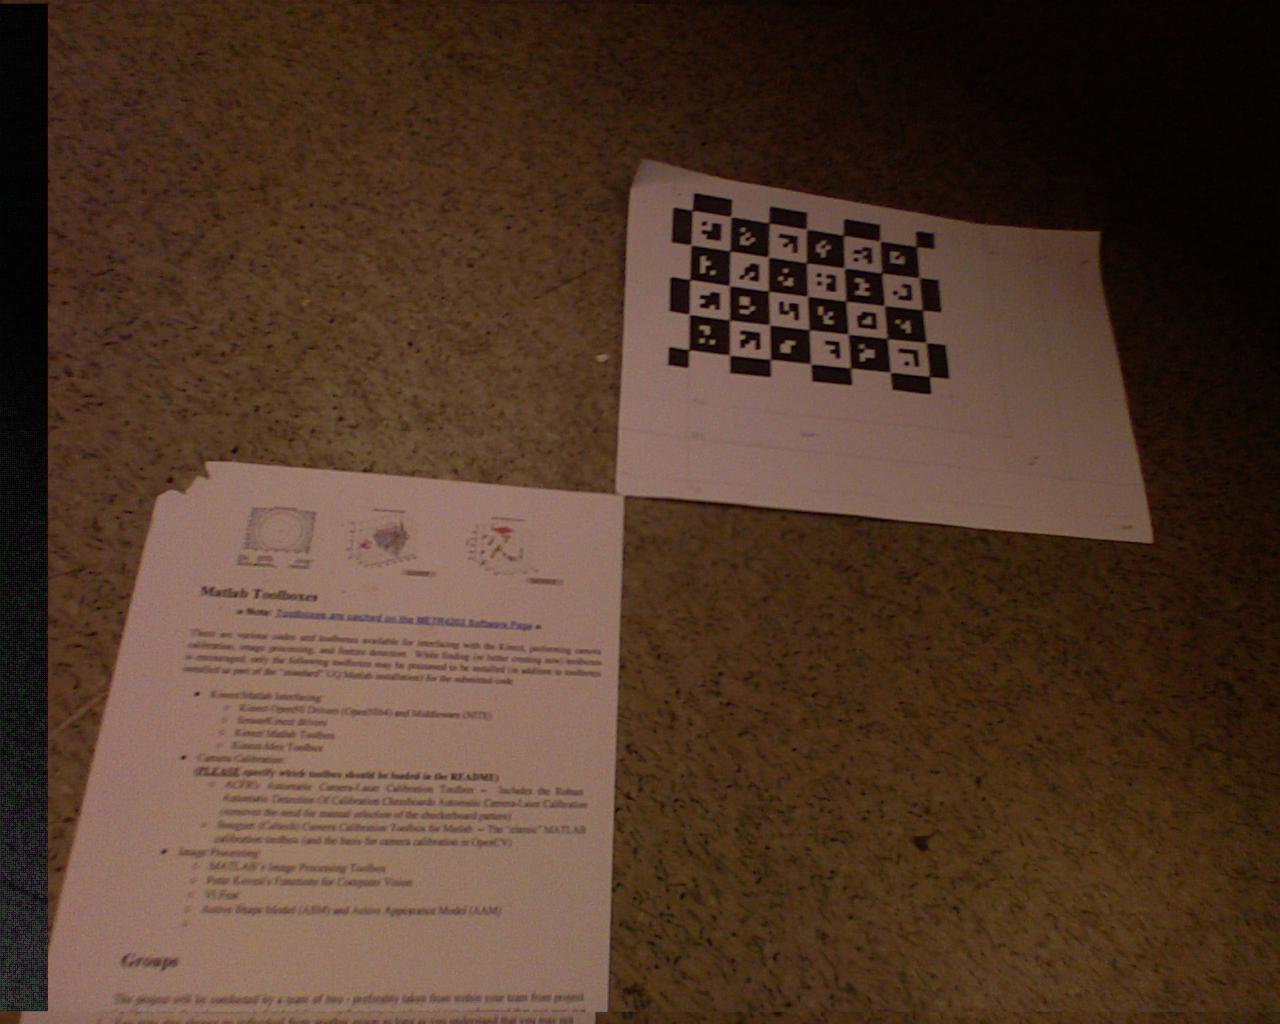 Matlab Toolboxes
Note: Toolboxes are cached on the METR4202 Software Page
There are various codes and toolboxes available for interfacing with the Kinect, performing camera
calibration, image processing, and feature detection. While finding (or better creating new) toolboxes
is encouraged, only the following toolboxes may be presumed to be installed (in addition to toolboxes
installed as part of the "standard" UQ Matlab installation) for the submitted code
Kinect/Matlab Interfacing:
Kinect OpenNI Drivers (OpenNI64) and Middleware (NITE)
SensorKinect drivers
Kinect Matlab Toolbox
Kinect-Mex Toolbox
Camera Calibration:
(PLEASE specify which toolbox should be loaded in the README)
ACFR's Automatic Camera-Laser Calibration Toolbox -- Includes the Robust
Automatic Detection Of Calibration Chessboards Automatic Camera-Laser Calibration
(removes the need for manual selection of the checkerboard pattern)
Bouguet (Caltech) Camera Calibration Toolbox for Matlab -- The "classic" MATLAB
calibration toolbox (and the basis for camera calibration in OpenCV)
Image Processing:
MATLAB's Image Processing Toolbox
Peter Kovesi's Functions for Computer Vision
VLFeat
Active Shape Model (ASM) and Active Appearance Model (AAM)
Groups
This project will be conducted by a team of two - preferably taken from within your team from project